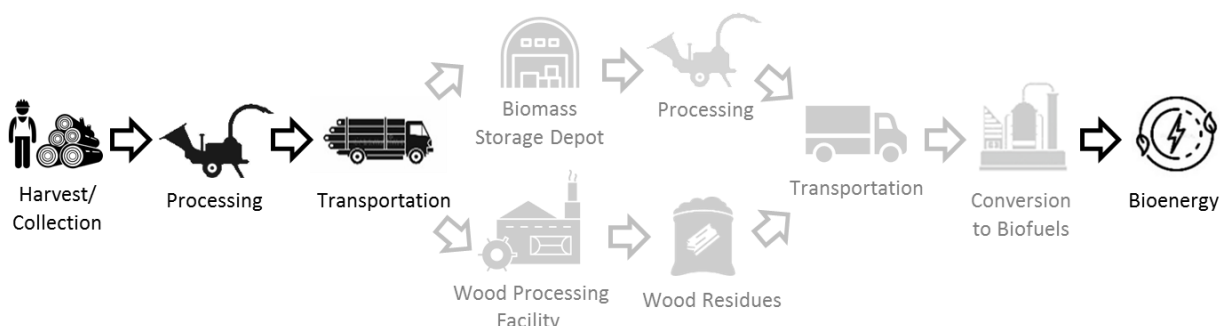 Harvest/
Collection
Processing
Transportation
Biomass
Storage Depot
Processing
Wood Processing
Facility
Wood Residues
Transportation
Conversion
to Biofuels
Bioenergy